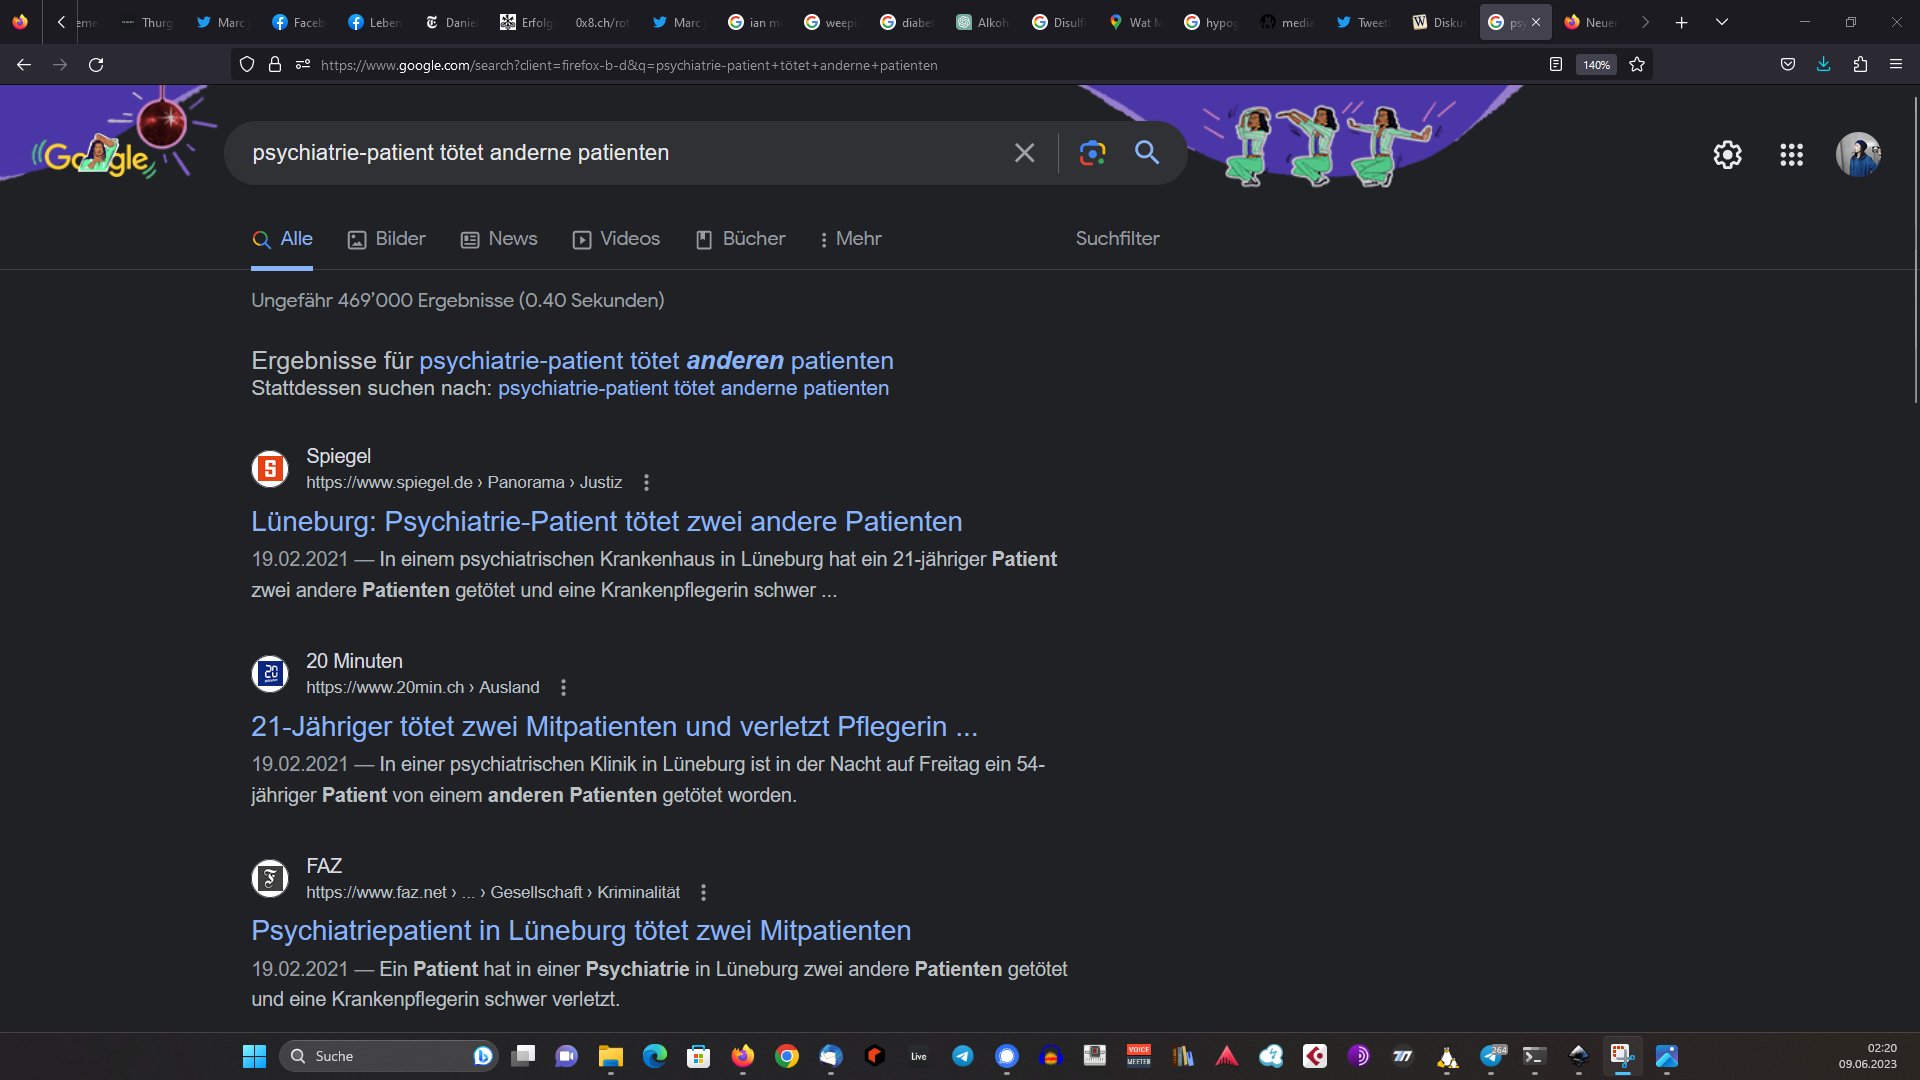 Thurg
Marc j
Faceb
Leben
Danie
Erfolg
0x8.ch/rot
Marc j
ian m
weepi
diabe
Alkoh
Disulf
Wat M
hypog
media
Tweet
Disku
psy
Neuer
https://www.google.com/search?client=firefox-b-d&q=psychiatrie-patient+tötet+anderne+patienten
140%
Google
psychiatrie-patient tötet anderne patienten
Alle
Bilder
News
Videos
Bücher
Mehr
Suchfilter
Ungefähr 469’000 Ergebnisse (0.40 Sekunden)
Ergebnisse für psychiatrie-patient tötet anderen patienten
Stattdessen suchen nach: psychiatrie-patient tötet anderne patienten
Spiegel
https://www.spiegel.de › Panorama › Justiz
Lüneburg: Psychiatrie-Patient tötet zwei andere Patienten
19.02.2021 — In einem psychiatrischen Krankenhaus in Lüneburg hat ein 21-jähriger Patient
zwei andere Patienten getötet und eine Krankenpflegerin schwer ...
20 Minuten
https://www.20min.ch › Ausland
21-Jähriger tötet zwei Mitpatienten und verletzt Pflegerin ...
19.02.2021 — In einer psychiatrischen Klinik in Lüneburg ist in der Nacht auf Freitag ein 54-
jähriger Patient von einem anderen Patienten getötet worden.
FAZ
https://www.faz.net › ... › Gesellschaft › Kriminalität
Psychiatriepatient in Lüneburg tötet zwei Mitpatienten
19.02.2021 — Ein Patient hat in einer Psychiatrie in Lüneburg zwei andere Patienten getötet
und eine Krankenpflegerin schwer verletzt.
Suche
Live
VOICE
MEETER
264
02:20
09.06.2023